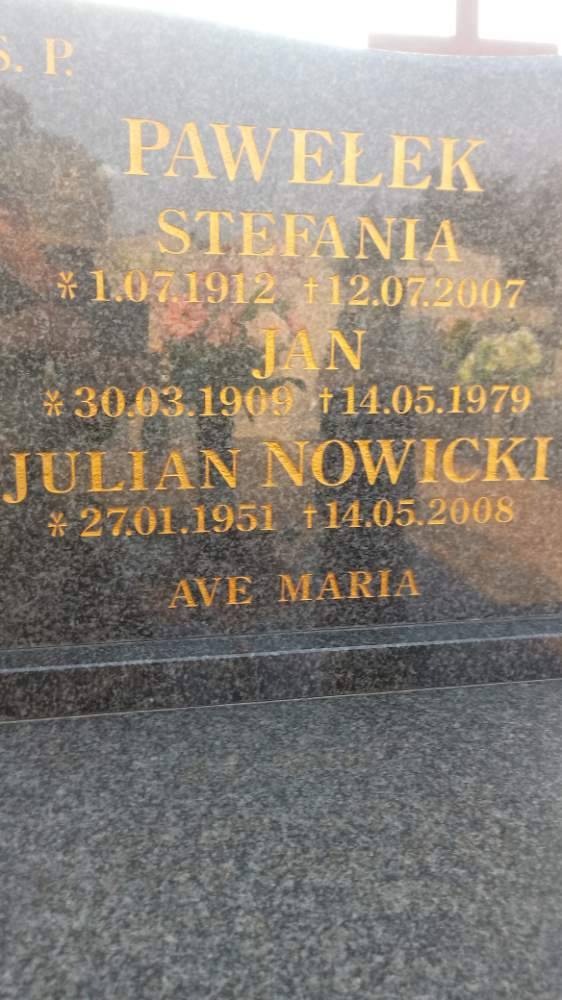 Ś. P.
PAWEŁEK
STEFANIA
* 1.07.1912 † 12.07.2007
JAN
* 30.03.1909 † 14.05.1979
JULIAN NOWICKI
* 27.01.1951 † 14.05.2008
AVE MARIA